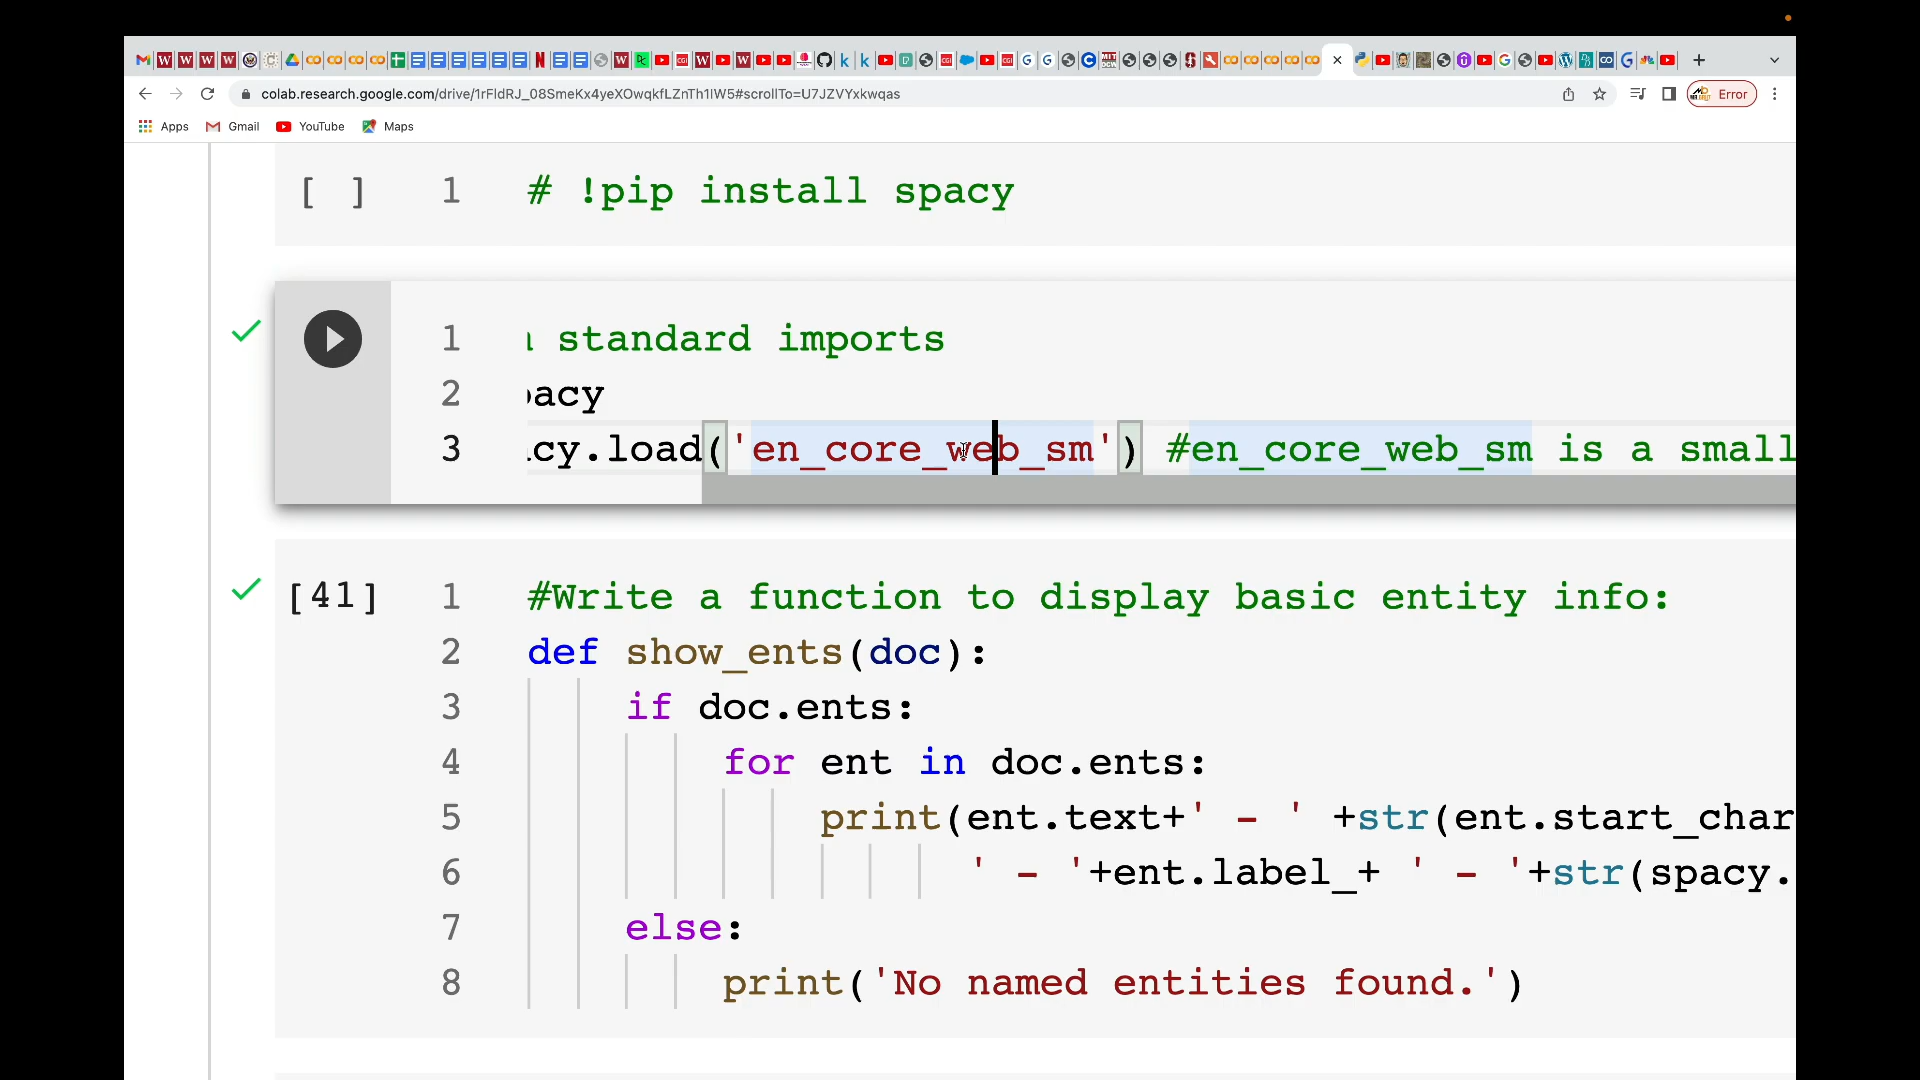 colab.research.google.com/drive/1rFldRJ_08SmeKx4yeXOwqkfLZnTh1lW5#scrollTo=U7JZVYxkwqas
Error
Apps Gmail YouTube Maps
[ ] 1 # !pip install spacy
1 standard imports
2 pacy
3 cy.load('en_core_web_sm') #en_core_web_sm is a small
[41] 1 #Write a function to display basic entity info:
2 def show_ents(doc):
3 if doc.ents:
4 for ent in doc.ents:
5 print(ent.text+' - ' +str(ent.start_char
6 ' - '+ent.label_+ ' - '+str(spacy.
7 else:
8 print('No named entities found.')